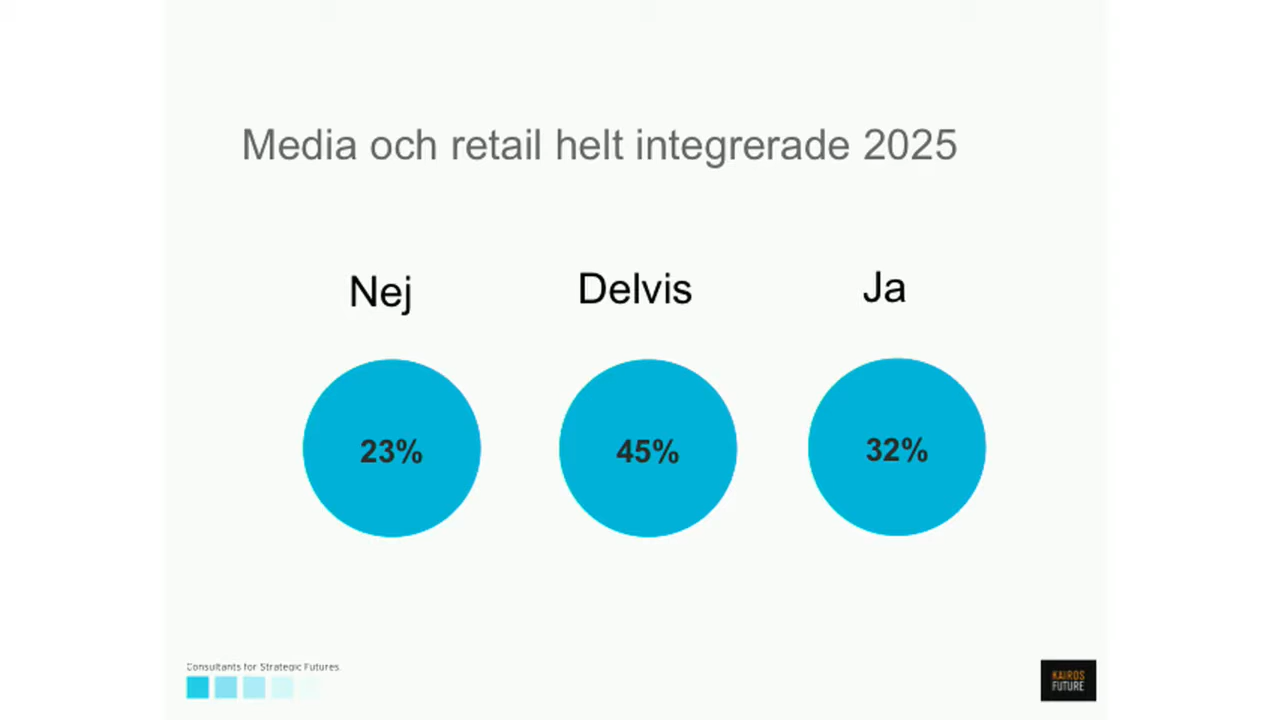 Media och retail helt integrerade 2025
Nej
Delvis
Ja
23%
45%
32%
Consultants for Strategic Futures.
KAIROS
FUTURE